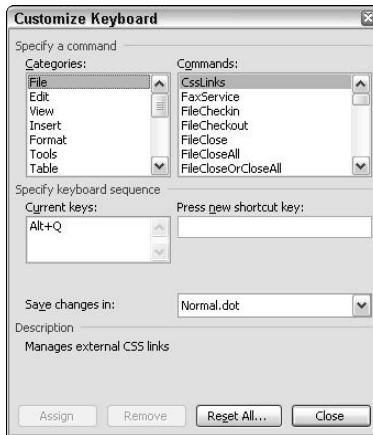 Customize Keyboard
Specify a command
Categories:
File
Edit
View
Insert
Format
Tools
Table
Commands:
CssLinks
FaxService
FileCheckin
FileCheckout
FileClose
FileCloseAll
FileCloseOrCloseAll
Specify keyboard sequence
Current keys:
Alt+Q
Press new shortcut key:
Save changes in:
Normal.dot
Description
Manages external CSS links
Assign
Remove
Reset All...
Close